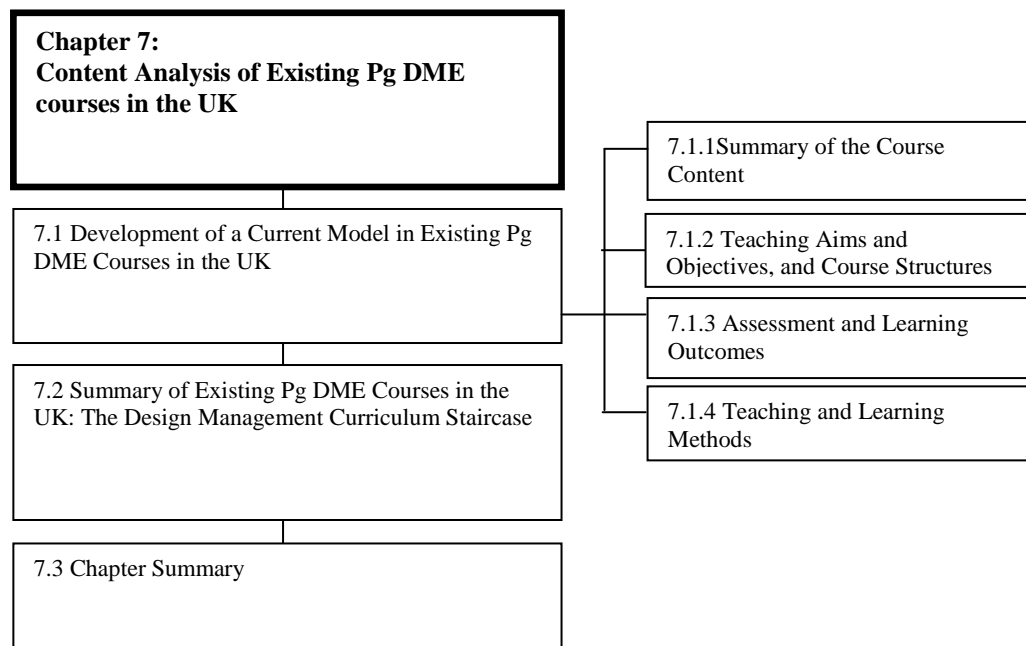 Chapter 7:
Content Analysis of Existing Pg DME
courses in the UK
7.1 Development of a Current Model in Existing Pg
DME Courses in the UK
7.1.1Summary of the Course
Content
7.1.2 Teaching Aims and
Objectives, and Course Structures
7.1.3 Assessment and Learning
Outcomes
7.1.4 Teaching and Learning
Methods
7.2 Summary of Existing Pg DME Courses in the
UK: The Design Management Curriculum Staircase
7.3 Chapter Summary